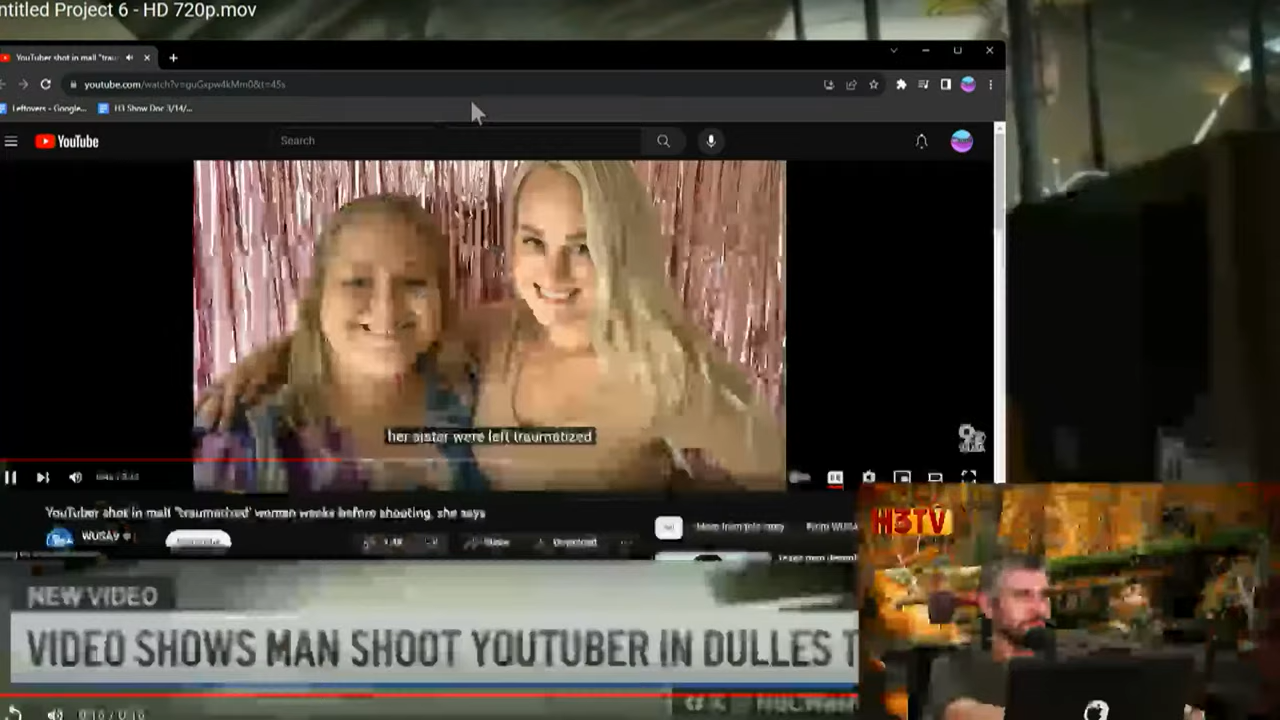 ntitled Project 6 - HD 720p.mov
YouTuber shot in mall "trau
youtube.com/watch?v=guGxpw4kMm0&t=45s
Leftovers - Google...
H3 Show Doc 3/14/...
YouTube
Search
her sister were left traumatized
YouTuber shot in mall 'traumatized' woman weeks before shooting, she says
WUSA9
Share
Download
From WUSA
H3TV
NEW VIDEO
VIDEO SHOWS MAN SHOOT YOUTUBER IN DULLES T